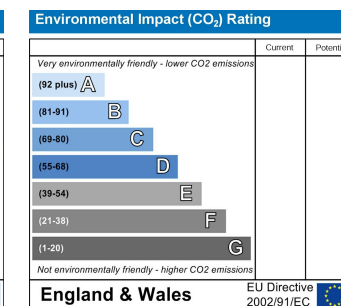 Environmental Impact (CO₂) Rating
Current Potenti
Very environmentally friendly - lower CO2 emissions
(92 plus) A
(81-91) B
(69-80) C
(55-68) D
(39-54) E
(21-38) F
(1-20) G
Not environmentally friendly - higher CO2 emissions
England & Wales
EU Directive
2002/91/EC